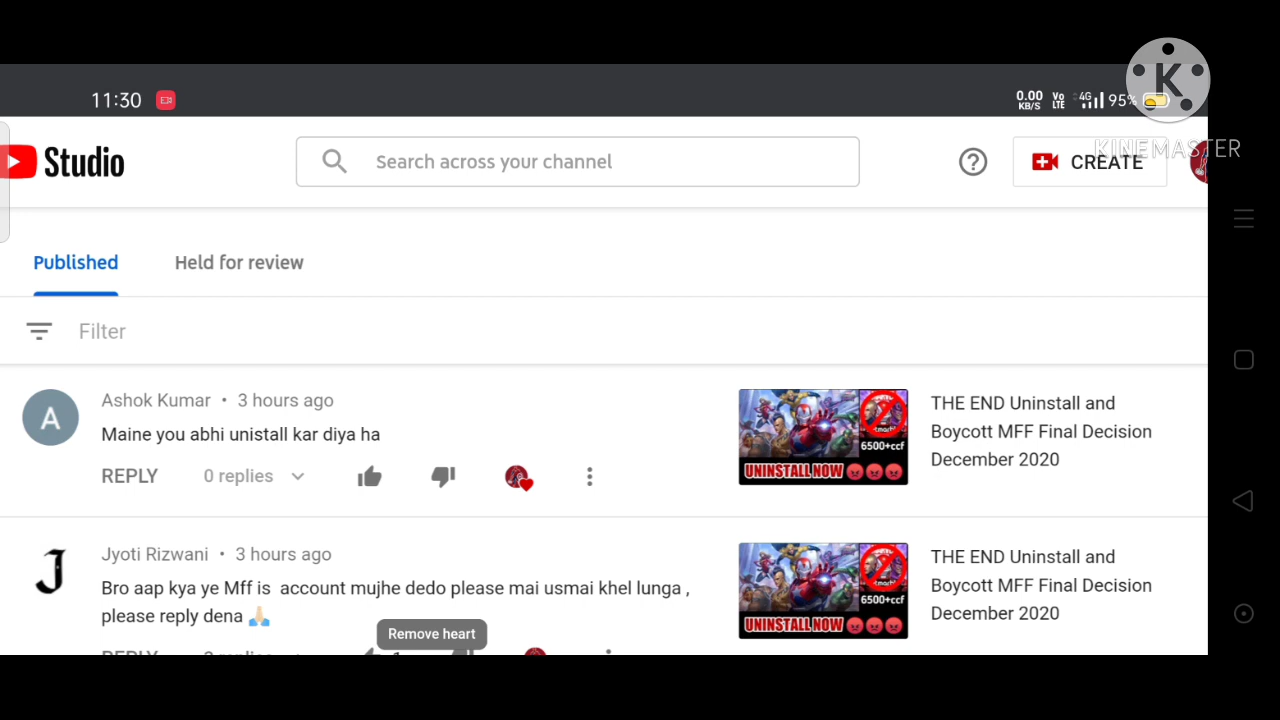 11:30
0.00 KB/S Vo LTE 4G 95%
K
KINEMASTER
Studio
Search across your channel
CREATE
Published
Held for review
Filter
A
Ashok Kumar • 3 hours ago
Maine you abhi unistall kar diya ha
REPLY 0 replies
6500+ccf
UNINSTALL NOW
THE END Uninstall and
Boycott MFF Final Decision
December 2020
J
Jyoti Rizwani • 3 hours ago
Bro aap kya ye Mff is account mujhe dedo please mai usmai khel lunga ,
please reply dena 🙏🏻
Remove heart
REPLY
6500+ccf
UNINSTALL NOW
THE END Uninstall and
Boycott MFF Final Decision
December 2020